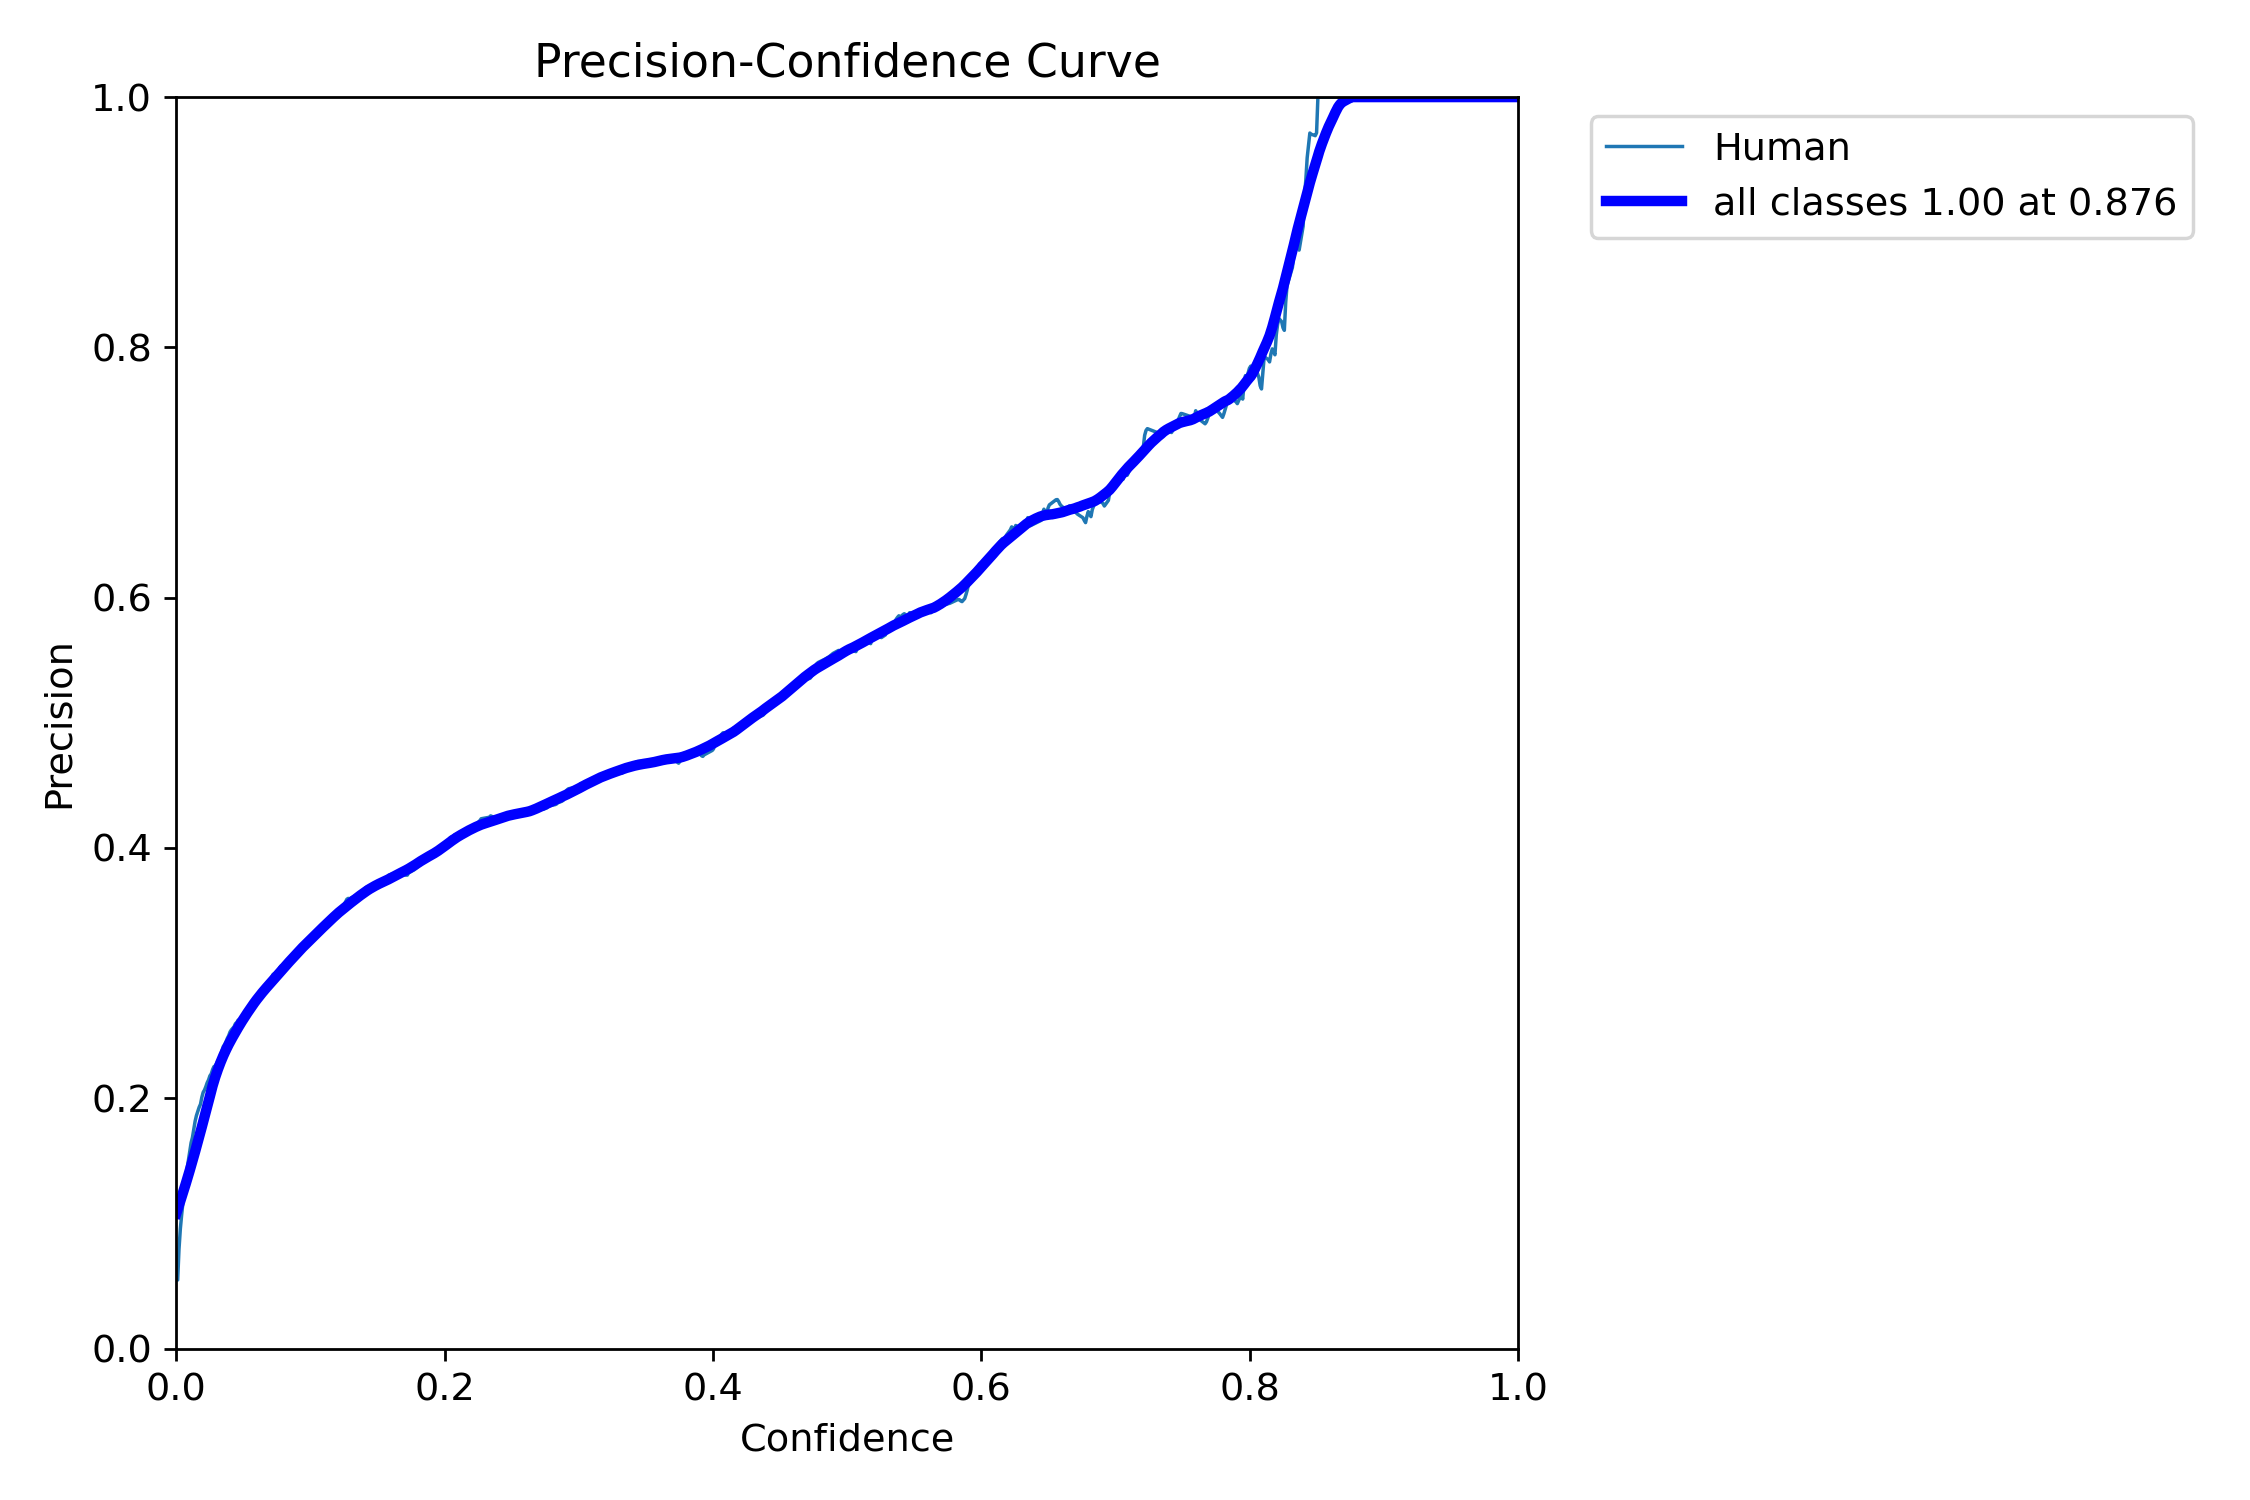 Precision-Confidence Curve
1.0
0.8
0.6
0.4
0.2
0.0
Precision
0.0 0.2 0.4 0.6 0.8 1.0
Confidence
Human
all classes 1.00 at 0.876